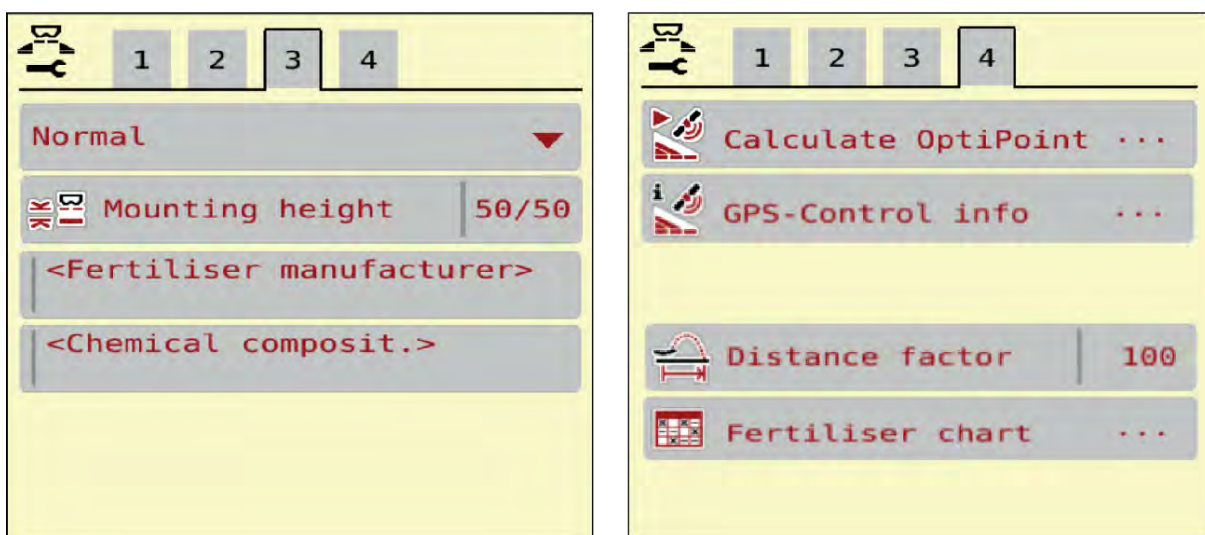 1 2 3 4
Normal
Mounting height 50/50
<Fertiliser manufacturer>
<Chemical composit.>
1 2 3 4
Calculate OptiPoint ...
i GPS-Control info ...
Distance factor 100
Fertiliser chart ...